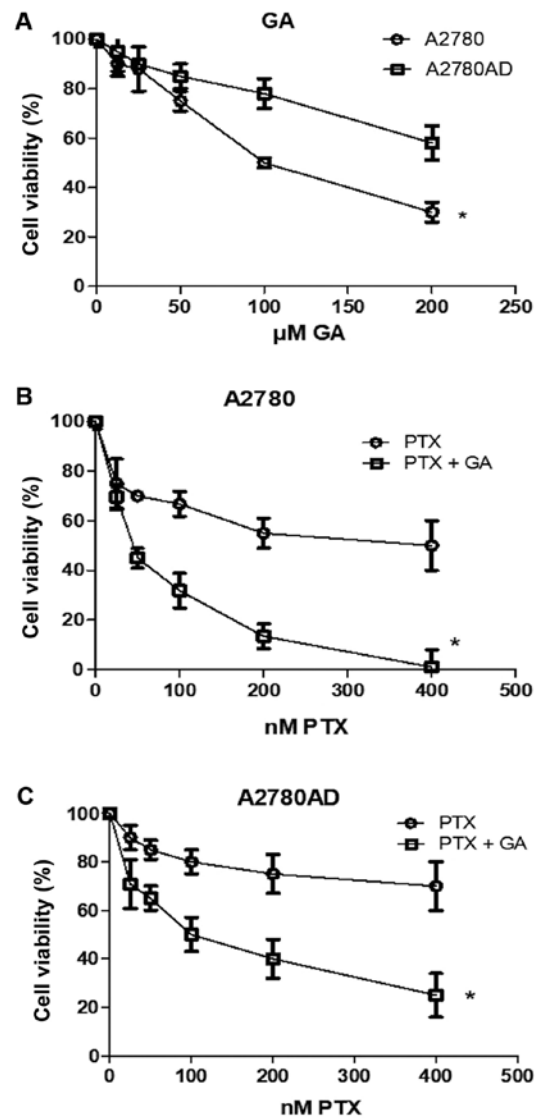 A
GA
A2780
A2780AD
100
80
60
40
20
0
Cell viability (%)
*
0 50 100 150 200 250
µM GA
B
A2780
PTX
PTX + GA
100
80
60
40
20
0
Cell viability (%)
*
0 100 200 300 400 500
nM PTX
C
A2780AD
PTX
PTX + GA
100
80
60
40
20
0
Cell viability (%)
*
0 100 200 300 400 500
nM PTX